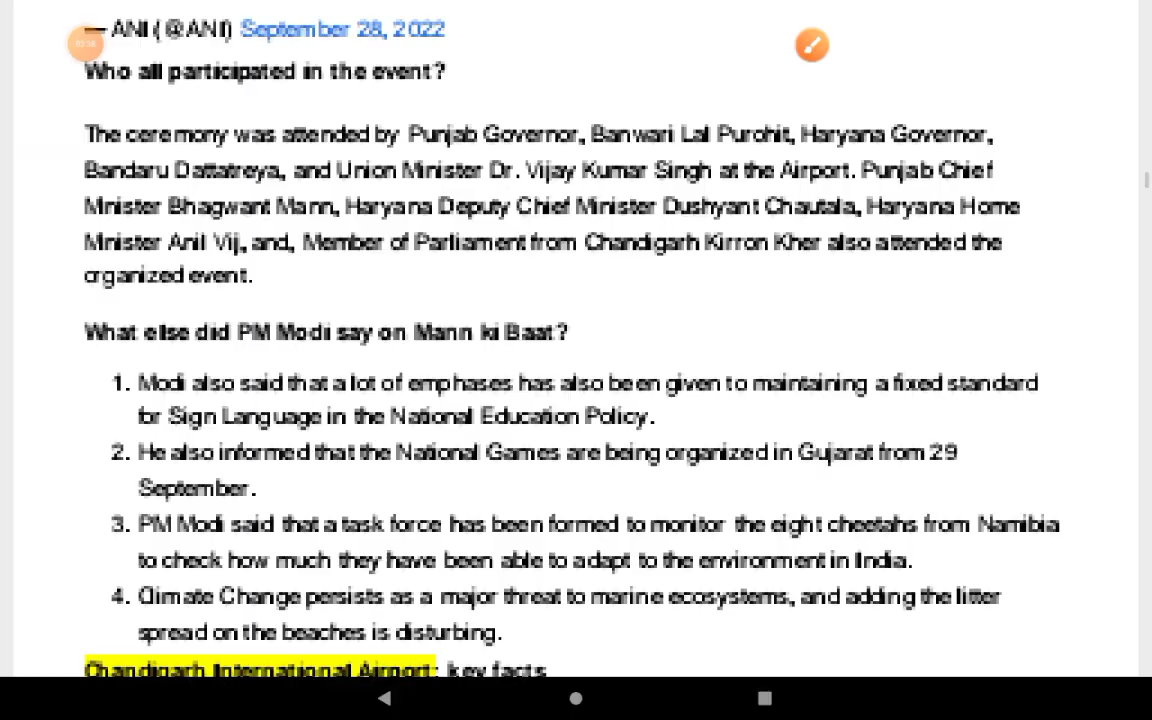 — ANI (@ANI) September 28, 2022
Who all participated in the event?
The ceremony was attended by Punjab Governor, Banwari Lal Purohit, Haryana Governor,
Bandaru Dattatreya, and Union Minister Dr. Vijay Kumar Singh at the Airport. Punjab Chief
Minister Bhagwant Mann, Haryana Deputy Chief Minister Dushyant Chautala, Haryana Home
Minister Anil Vij, and, Member of Parliament from Chandigarh Kirron Kher also attended the
organized event.
What else did PM Modi say on Mann ki Baat?
1. Modi also said that a lot of emphases has also been given to maintaining a fixed standard
for Sign Language in the National Education Policy.
2. He also informed that the National Games are being organized in Gujarat from 29
September.
3. PM Modi said that a task force has been formed to monitor the eight cheetahs from Namibia
to check how much they have been able to adapt to the environment in India.
4. Climate Change persists as a major threat to marine ecosystems, and adding the litter
spread on the beaches is disturbing.
Chandigarh International Airport: key facts